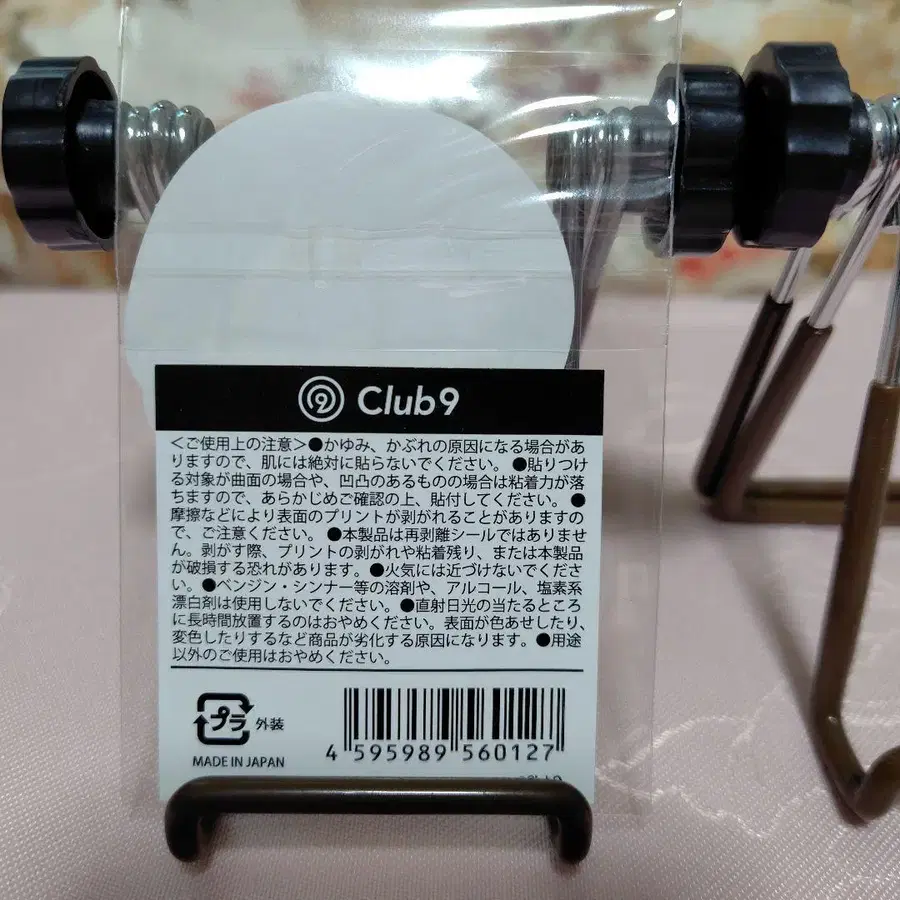 Club9
＜ご使用上の注意＞●かゆみ、かぶれの原因になる場合があ
りますので、肌には絶対に貼らないでください。 ●貼りつけ
る対象が曲面の場合や、凹凸のあるものの場合は粘着力が落
ちますので、あらかじめご確認の上、貼付してください。 ●
摩擦などにより表面のプリントが剥がれることがありますの
で、ご注意ください。 ●本製品は再剥離シールではありませ
ん。剥がす際、プリントの剥がれや粘着残り、または本製品
が破損する恐れがあります。●火気には近づけないでくださ
い。●ベンジン・シンナー等の溶剤や、アルコール、塩素系
漂白剤は使用しないでください。●直射日光の当たるところ
に長時間放置するのはおやめください。表面が色あせしたり、
変色したりするなど商品が劣化する原因になります。●用途
以外のご使用はおやめください。
プラ 外装
MADE IN JAPAN
4 595989 560127